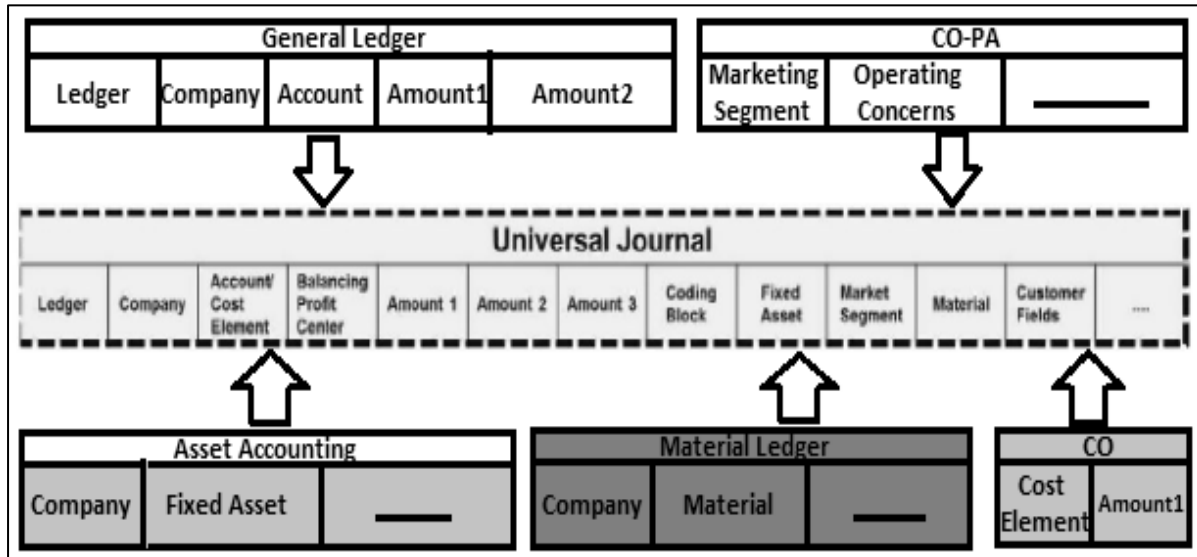 General Ledger
Ledger Company Account Amount1 Amount2
CO-PA
Marketing Segment Operating Concerns
Universal Journal
Ledger Company Account/ Cost Element Balancing Profit Center Amount 1 Amount 2 Amount 3 Coding Block Fixed Asset Market Segment Material Customer Fields ....
Asset Accounting
Company Fixed Asset
Material Ledger
Company Material
CO
Cost Element Amount1